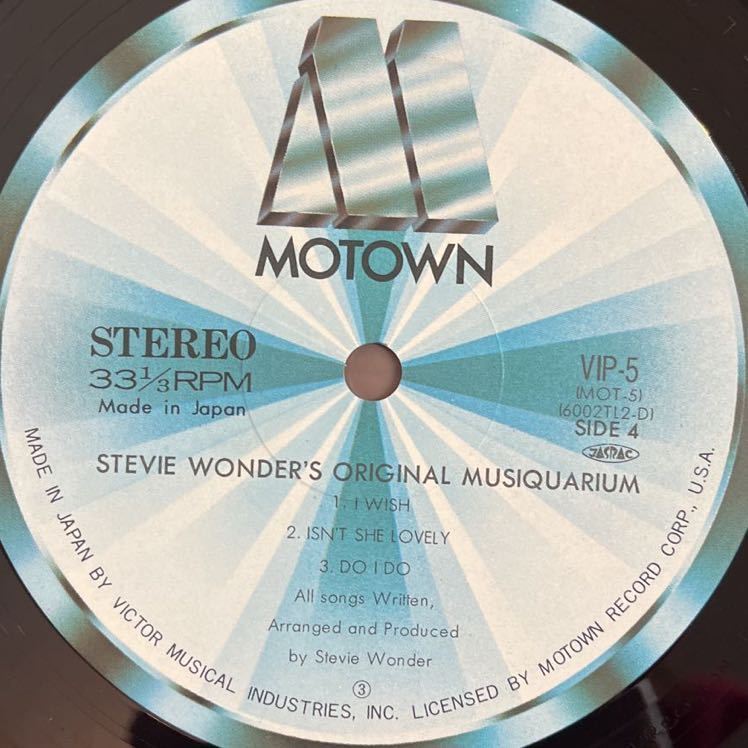 MOTOWN
STEREO
33⅓RPM
Made in Japan
VIP-5
(MOT-5)
(6002TL2-D)
SIDE 4
JASRAC
STEVIE WONDER'S ORIGINAL MUSIQUARIUM
1. I WISH
2. ISN'T SHE LOVELY
3. DO I DO
All songs Written,
Arranged and Produced
by Stevie Wonder
③
MADE IN JAPAN BY VICTOR MUSICAL INDUSTRIES, INC. LICENSED BY MOTOWN RECORD CORP., U.S.A.